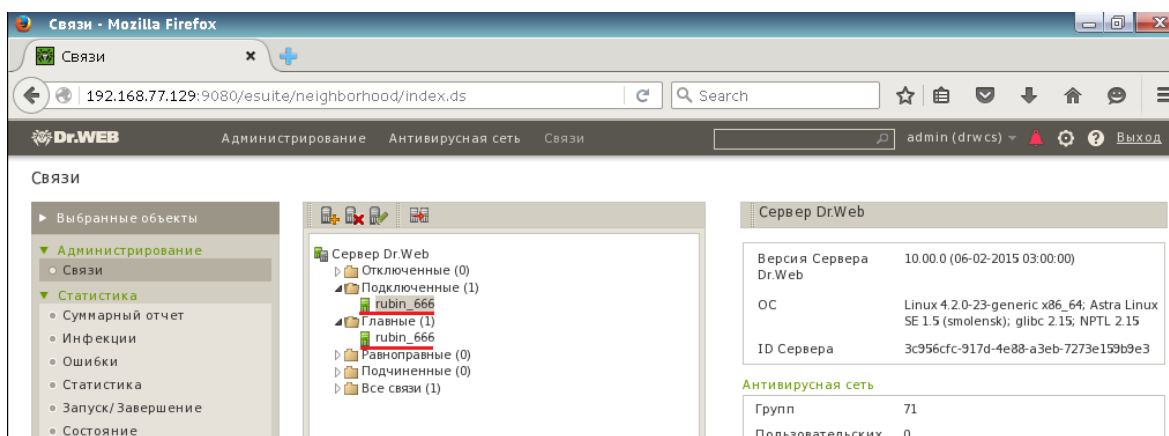 Связи - Mozilla Firefox
Связи
192.168.77.129:9080/esuite/neighborhood/index.ds
Search
Dr.WEB
Администрирование Антивирусная сеть Связи
admin (drwcs)
Выход
Связи
Выбранные объекты
Администрирование
Связи
Статистика
Суммарный отчет
Инфекции
Ошибки
Статистика
Запуск/Завершение
Состояние
Сервер Dr.Web
Отключенные (0)
Подключенные (1)
rubin_666
Главные (1)
rubin_666
Равноправные (0)
Подчиненные (0)
Все связи (1)
Сервер Dr.Web
Версия Сервера Dr.Web 10.00.0 (06-02-2015 03:00:00)
ОС Linux 4.2.0-23-generic x86_64; Astra Linux
SE 1.5 (smolensk); glibc 2.15; NPTL 2.15
ID Сервера 3c956cfc-917d-4e88-a3eb-7273e159b9e3
Антивирусная сеть
Групп 71
Пользовательских 0